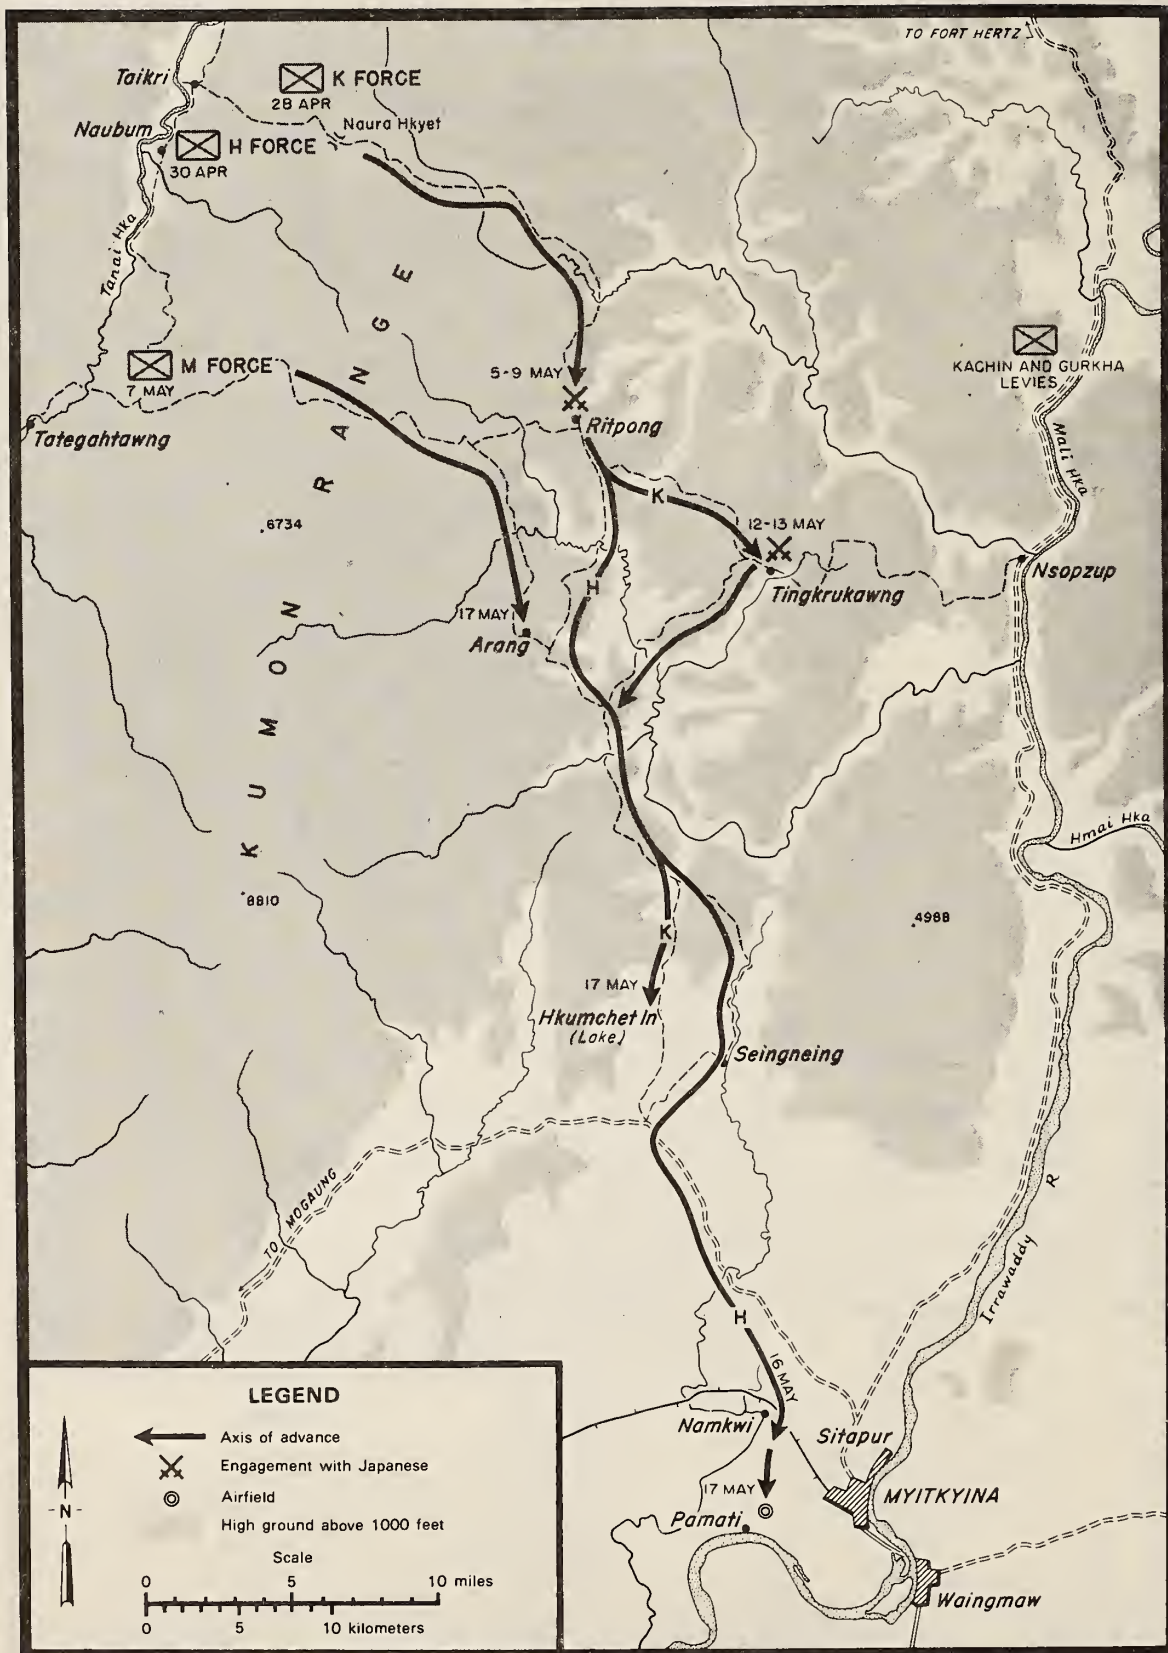 TO FORT HERTZ
Taikri
K FORCE
28 APR
Naubum
Naura Hkyet
H FORCE
30 APR
Tanai Hka
M FORCE
7 MAY
Tategahtawng
KUMON RANGE
5-9 MAY
Ritpong
KACHIN AND GURKHA
LEVIES
Mali Hka
K
12-13 MAY
6734
Nsopzup
H
Tingkrukawng
17 MAY
Arang
Hmai Hka
8810
4988
K
17 MAY
Hkumchet In
(Lake)
Seingneing
TO MOGAUNG
Irrawaddy R
H
16 MAY
Namkwi
Sitapur
17 MAY
MYITKYINA
Pamati
Waingmaw
LEGEND
Axis of advance
Engagement with Japanese
Airfield
High ground above 1000 feet
N
Scale
0 5 10 miles
0 5 10 kilometers